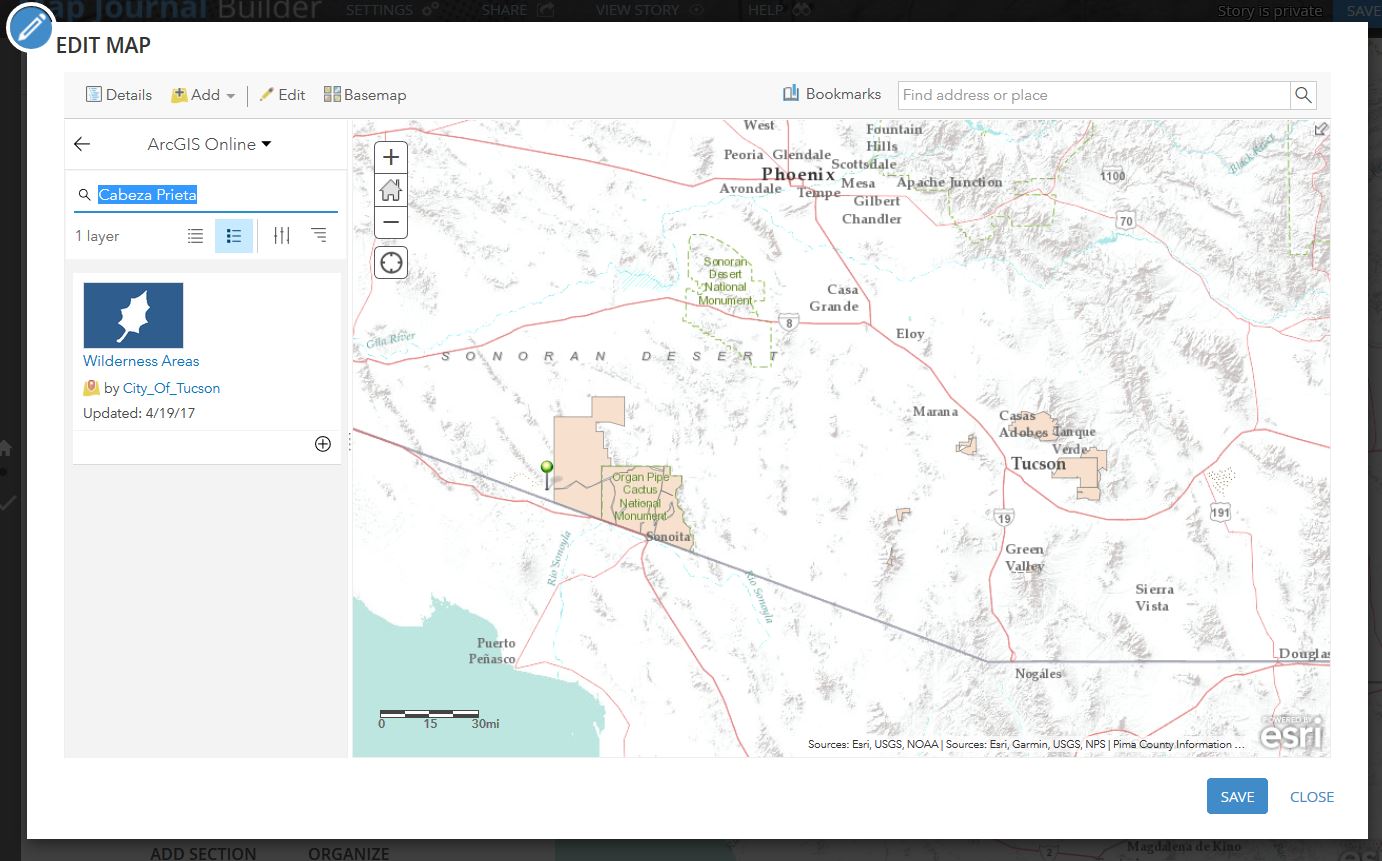 ap Journal Builder
SETTINGS
SHARE
VIEW STORY
HELP
Story is private
SAVE
EDIT MAP
Details
Add
Edit
Basemap
Bookmarks
Find address or place
ArcGIS Online
Cabeza Prieta
1 layer
Wilderness Areas
by City_Of_Tucson
Updated: 4/19/17
West
Fountain
Hills
Peoria Glendale
Scottsdale
Phoenix
Mesa
Apache Junction
Avondale
Tempe
Gilbert
Chandler
1100
Black River
70
Sonoran
Desert
National
Monument
Casa
Grande
8
Eloy
Gila River
SONORAN DESERT
Marana
Casas
Adobes
Tanque
Verde
Tucson
Organ Pipe
Cactus
National
Monument
Sonoita
19
191
Rio Sonoyla
Rio Sonoyla
Green
Valley
Sierra
Vista
Puerto
Peñasco
Nogales
Douglas
0 15 30mi
POWERED BY
esri
Sources: Esri, USGS, NOAA | Sources: Esri, Garmin, USGS, NPS | Pima County Information ...
SAVE
CLOSE
ADD SECTION
ORGANIZE
2
Magdalena de Kino